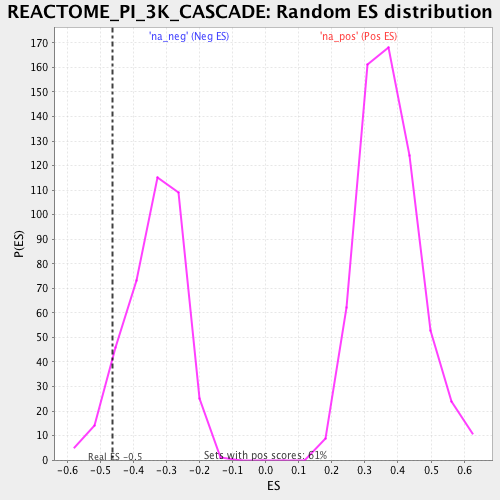 REACTOME_PI_3K_CASCADE: Random ES distribution
'na_neg' (Neg ES)
'na_pos' (Pos ES)
170
160
150
140
130
120
110
100
90
80
70
60
50
40
30
20
10
0
P(ES)
Real ES -0.5
Sets with pos scores: 61%
-0.6 -0.5 -0.4 -0.3 -0.2 -0.1 0.0 0.1 0.2 0.3 0.4 0.5 0.6
ES